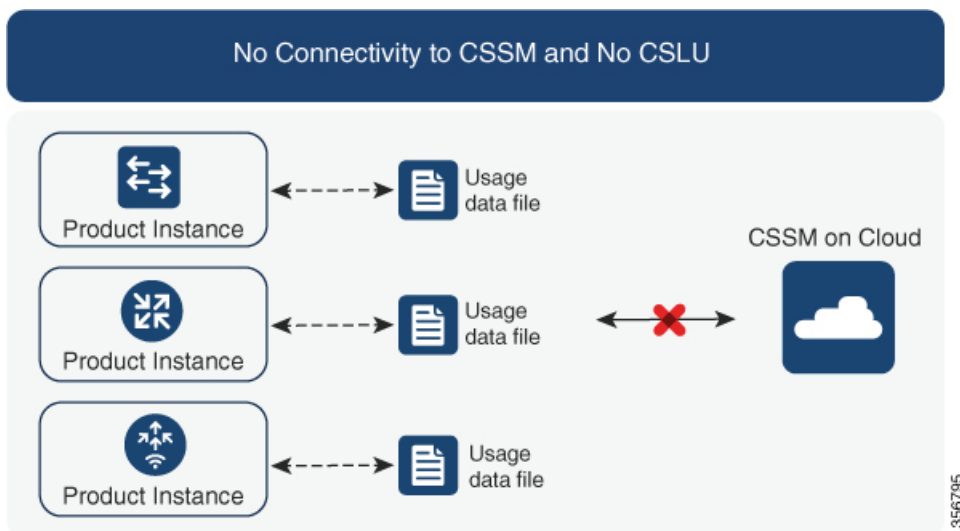 No Connectivity to CSSM and No CSLU
Product Instance
Usage
data file
Product Instance
Usage
data file
Product Instance
Usage
data file
CSSM on Cloud
356795